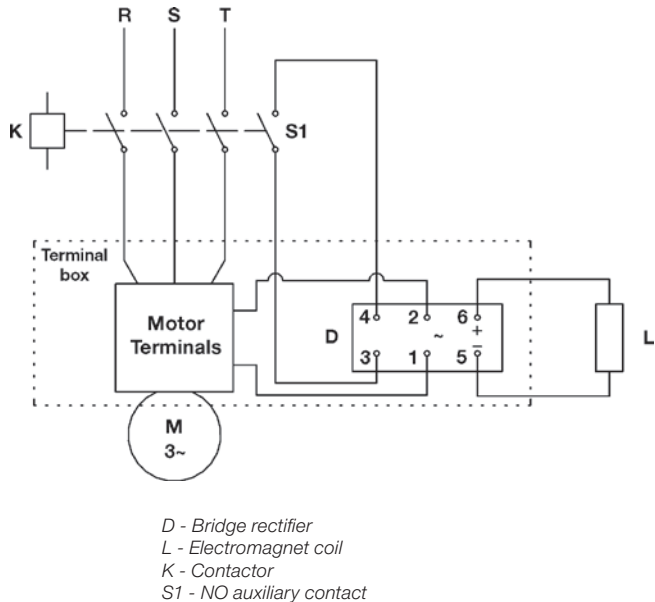 R S T
K
S1
Terminal
box
Motor
Terminals
D
4 2 6
+
~
–
3 1 5
L
M
3~
D - Bridge rectifier
L - Electromagnet coil
K - Contactor
S1 - NO auxiliary contact